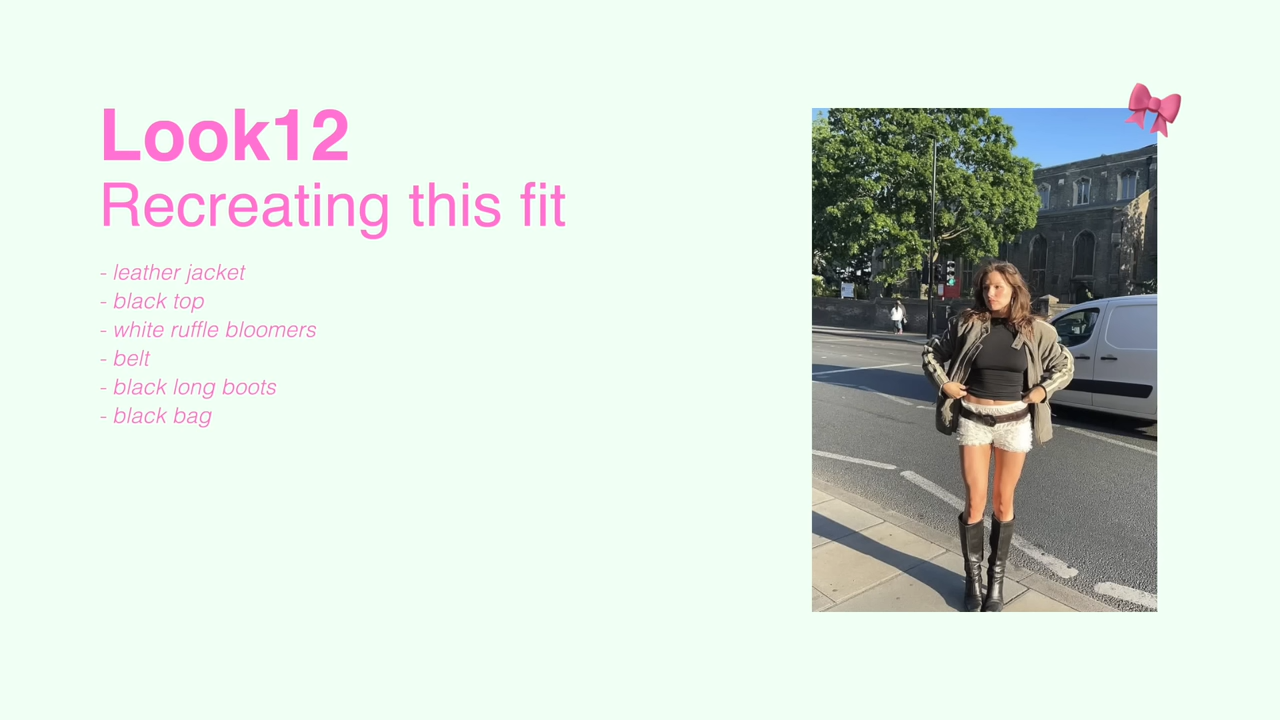 Look12
Recreating this fit
- leather jacket
- black top
- white ruffle bloomers
- belt
- black long boots
- black bag